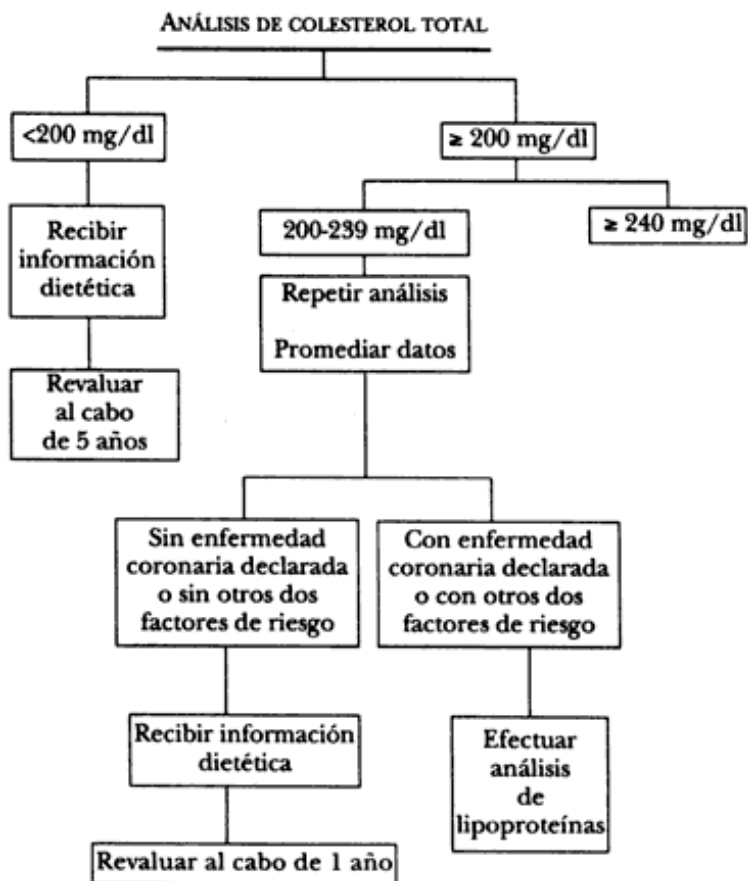 ANÁLISIS DE COLESTEROL TOTAL
<200 mg/dl
≥ 200 mg/dl
200-239 mg/dl
≥ 240 mg/dl
Recibir
información
dietética
Repetir análisis
Promediar datos
Revaluar
al cabo
de 5 años
Sin enfermedad
coronaria declarada
o sin otros dos
factores de riesgo
Con enfermedad
coronaria declarada
o con otros dos
factores de riesgo
Recibir información
dietética
Efectuar
análisis
de
lipoproteínas
Revaluar al cabo de 1 año